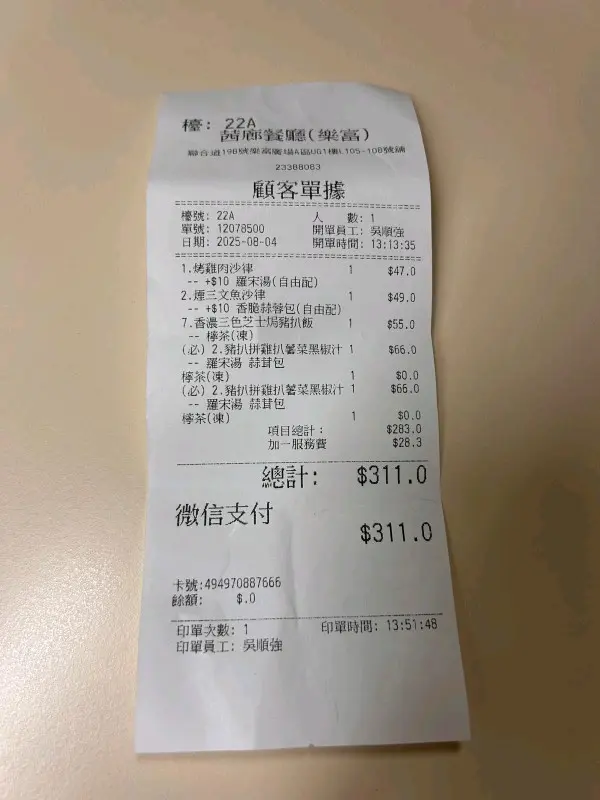 檯: 22A
茵廊餐廳(樂富)
聯合道198號樂富廣場A區UG1樓L105-108號舖
23388063
顧客單據
檯號: 22A 人 數: 1
單號: 12078500 開單員工: 吳順強
日期: 2025-08-04 開單時間: 13:13:35
1.烤雞肉沙律 1 $47.0
-- +$10 羅宋湯(自由配)
2.煙三文魚沙律 1 $49.0
-- +$10 香脆蒜蓉包(自由配)
7.香濃三色芝士焗豬扒飯 1 $55.0
-- 檸茶(凍)
(必) 2.豬扒拼雞扒薯菜黑椒汁 1 $66.0
-- 羅宋湯 蒜茸包
檸茶(凍) 1 $0.0
(必) 2.豬扒拼雞扒薯菜黑椒汁 1 $66.0
-- 羅宋湯 蒜茸包
檸茶(凍) 1 $0.0
項目總計: $283.0
加一服務費 $28.3
總計: $311.0
微信支付
$311.0
卡號:494970887666
餘額: $.0
印單次數: 1 印單時間: 13:51:48
印單員工: 吳順強